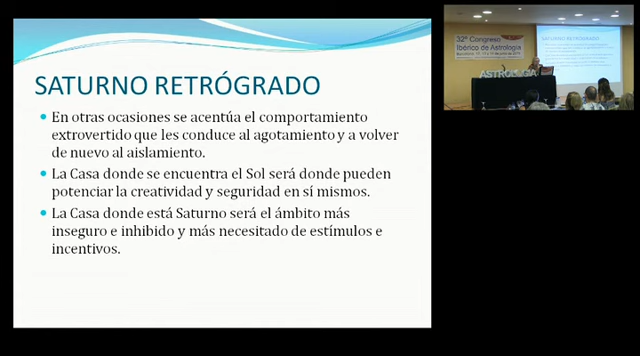 SATURNO RETRÓGRADO
En otras ocasiones se acentúa el comportamiento
extrovertido que les conduce al agotamiento y a volver
de nuevo al aislamiento.
La Casa donde se encuentra el Sol será donde pueden
potenciar la creatividad y seguridad en sí mismos.
La Casa donde está Saturno será el ámbito más
inseguro e inhibido y más necesitado de estímulos e
incentivos.
32º Congreso
Ibérico de Astrología
SATURNO RETRÓGRADO
ASTROLOGIA